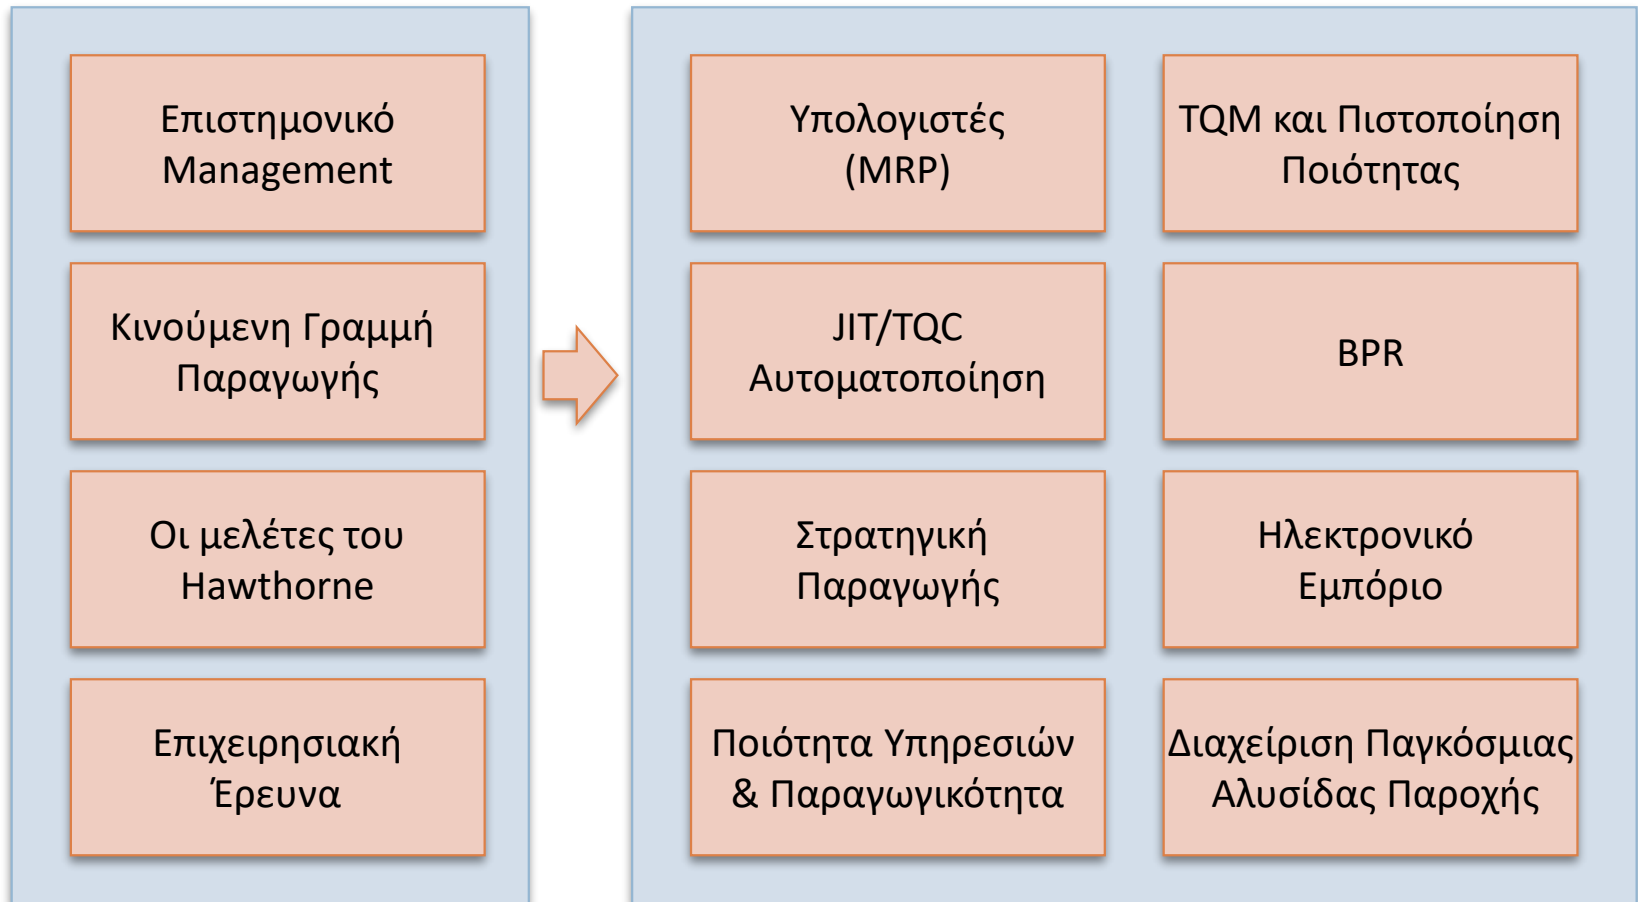 Επιστημονικό
Management
Κινούμενη Γραμμή
Παραγωγής
Οι μελέτες του
Hawthorne
Επιχειρησιακή
Έρευνα
Υπολογιστές
(MRP)
TQM και Πιστοποίηση
Ποιότητας
JIT/TQC
Αυτοματοποίηση
BPR
Στρατηγική
Παραγωγής
Ηλεκτρονικό
Εμπόριο
Ποιότητα Υπηρεσιών
& Παραγωγικότητα
Διαχείριση Παγκόσμιας
Αλυσίδας Παροχής